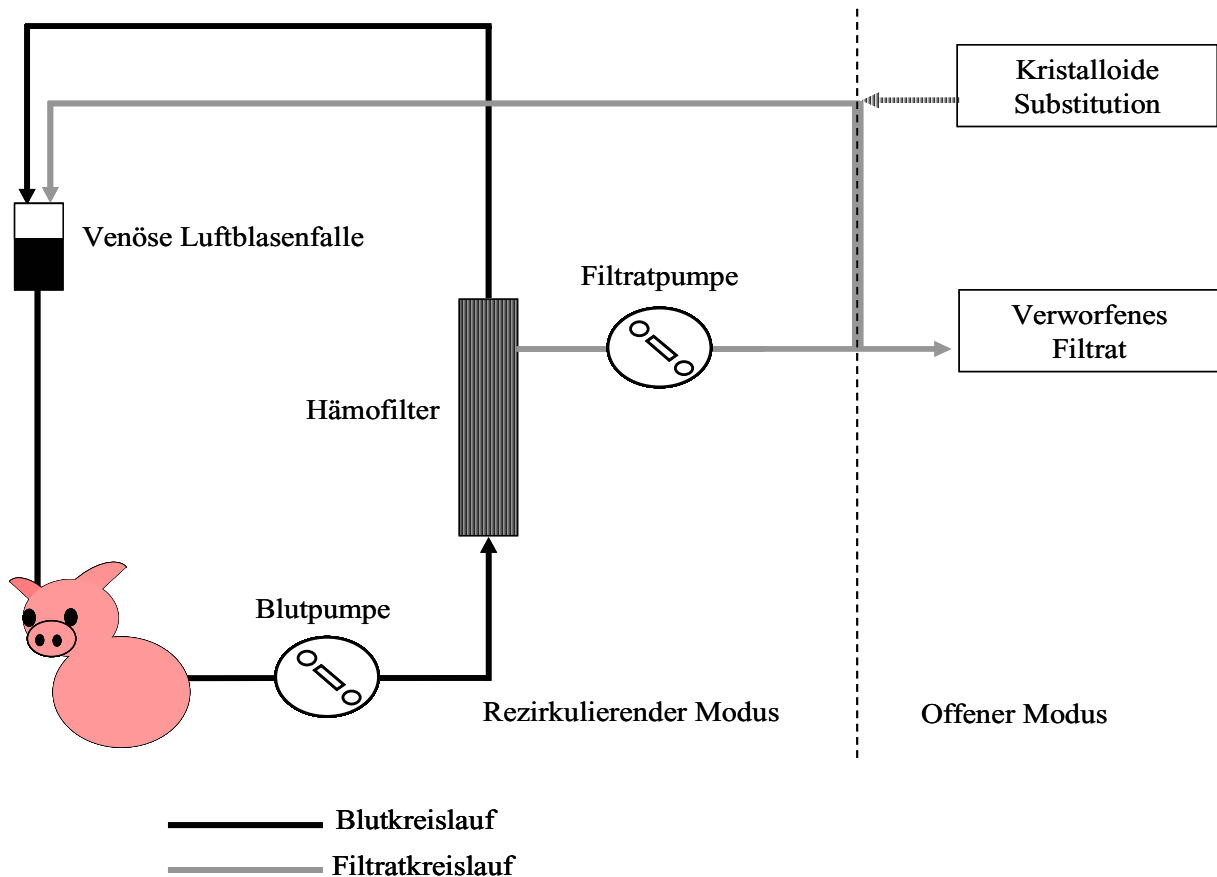 Kristalloide
Substitution
Venöse Luftblasenfalle
Filtratpumpe
Verworfenes
Filtrat
Hämofilter
Blutpumpe
Rezirkulierender Modus
Offener Modus
Blutkreislauf
Filtratkreislauf